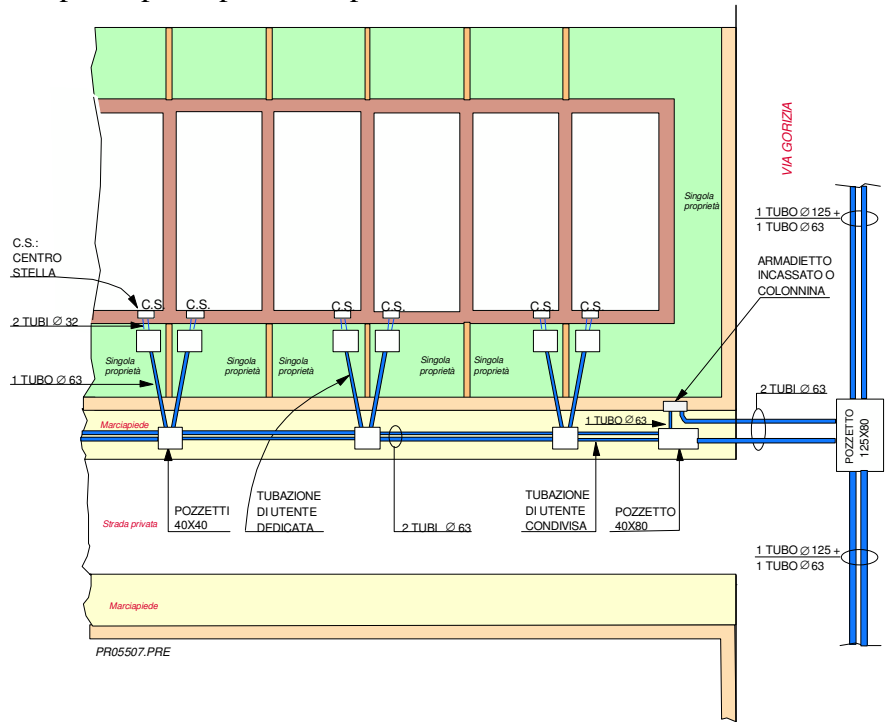 VIA GORIZIA
Singola
proprietà
1 TUBO Ø 125 +
1 TUBO Ø 63
C.S.:
CENTRO
STELLA
ARMADIETTO
INCASSATO O
COLONNINA
C.S.
C.S.
C.S
C.S.
C.S.
C.S.
2 TUBI Ø 32
Singola
proprietà
Singola
proprietà
Singola
proprietà
Singola
proprietà
Singola
proprietà
Singola
proprietà
1 TUBO Ø 63
2 TUBI Ø 63
Marciapiede
1 TUBO Ø 63
POZZETTO
125X80
POZZETTI
40X40
TUBAZIONE
DI UTENTE
DEDICATA
2 TUBI Ø 63
TUBAZIONE
DI UTENTE
CONDIVISA
POZZETTO
40X80
Strada privata
1 TUBO Ø 125 +
1 TUBO Ø 63
Marciapiede
PR05507.PRE